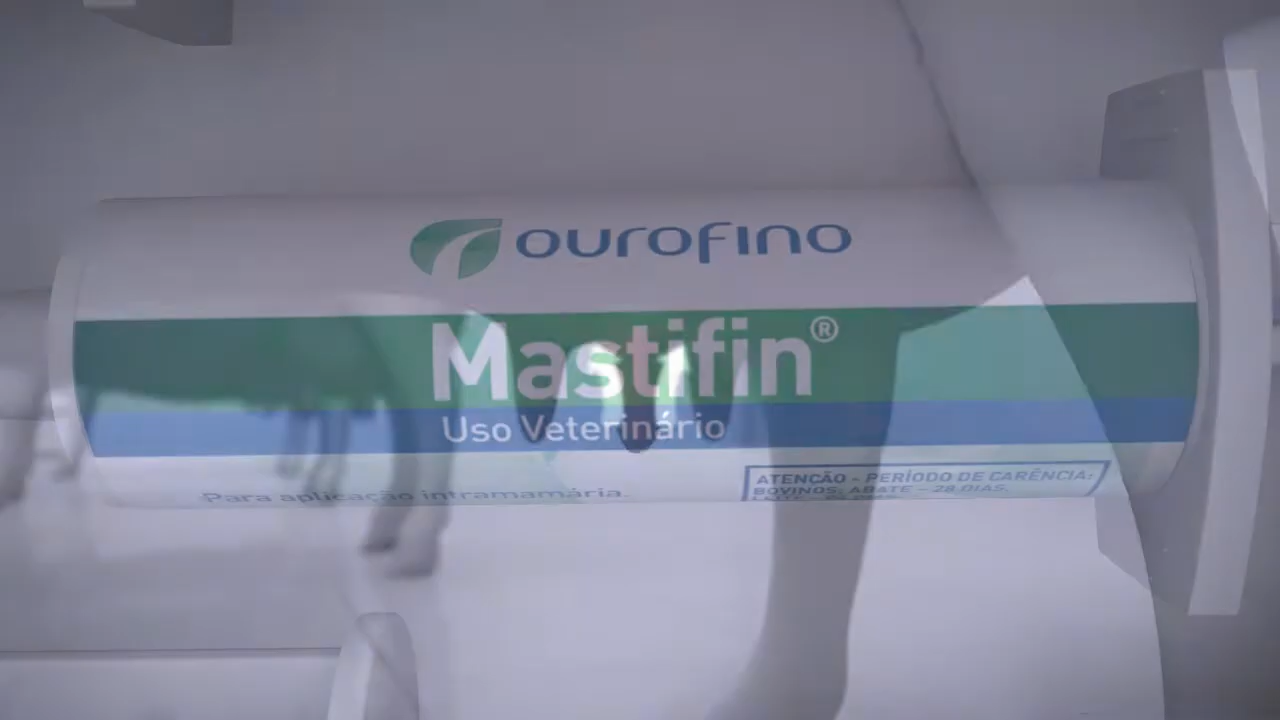 ourofino
Mastifin®
Uso Veterinário
Para aplicação intramamária.
ATENÇÃO - PERÍODO DE CARÊNCIA:
BOVINOS: ABATE - 28 DIAS.